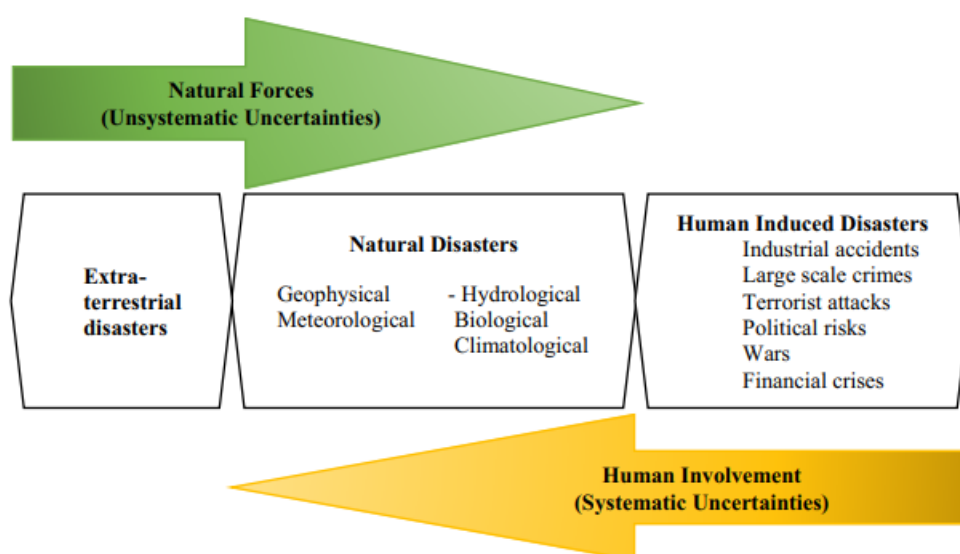 Natural Forces
(Unsystematic Uncertainties)
Extra-
terrestrial
disasters
Natural Disasters
Geophysical
Meteorological
- Hydrological
Biological
Climatological
Human Induced Disasters
Industrial accidents
Large scale crimes
Terrorist attacks
Political risks
Wars
Financial crises
Human Involvement
(Systematic Uncertainties)